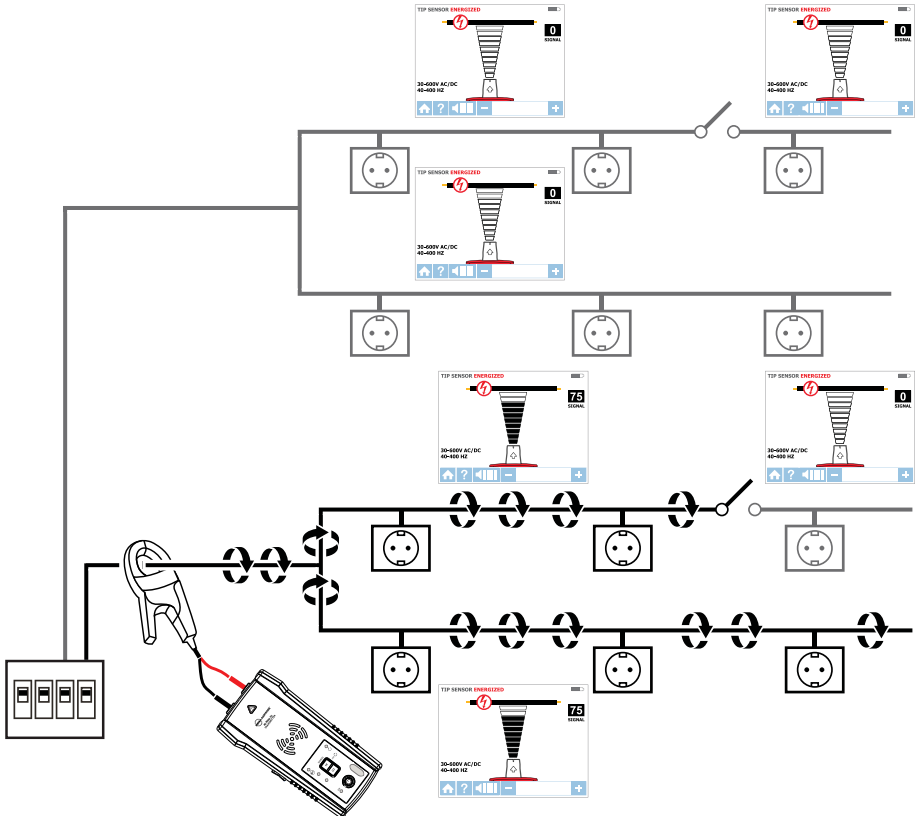 TIP SENSOR ENERGIZED
0
SIGNAL
30-600V AC/DC
40-400 HZ
?
TIP SENSOR ENERGIZED
0
SIGNAL
30-600V AC/DC
40-400 HZ
?
TIP SENSOR ENERGIZED
0
SIGNAL
30-600V AC/DC
40-400 HZ
?
TIP SENSOR ENERGIZED
75
SIGNAL
30-600V AC/DC
40-400 HZ
?
TIP SENSOR ENERGIZED
0
SIGNAL
30-600V AC/DC
40-400 HZ
?
TIP SENSOR ENERGIZED
75
SIGNAL
30-600V AC/DC
40-400 HZ
?